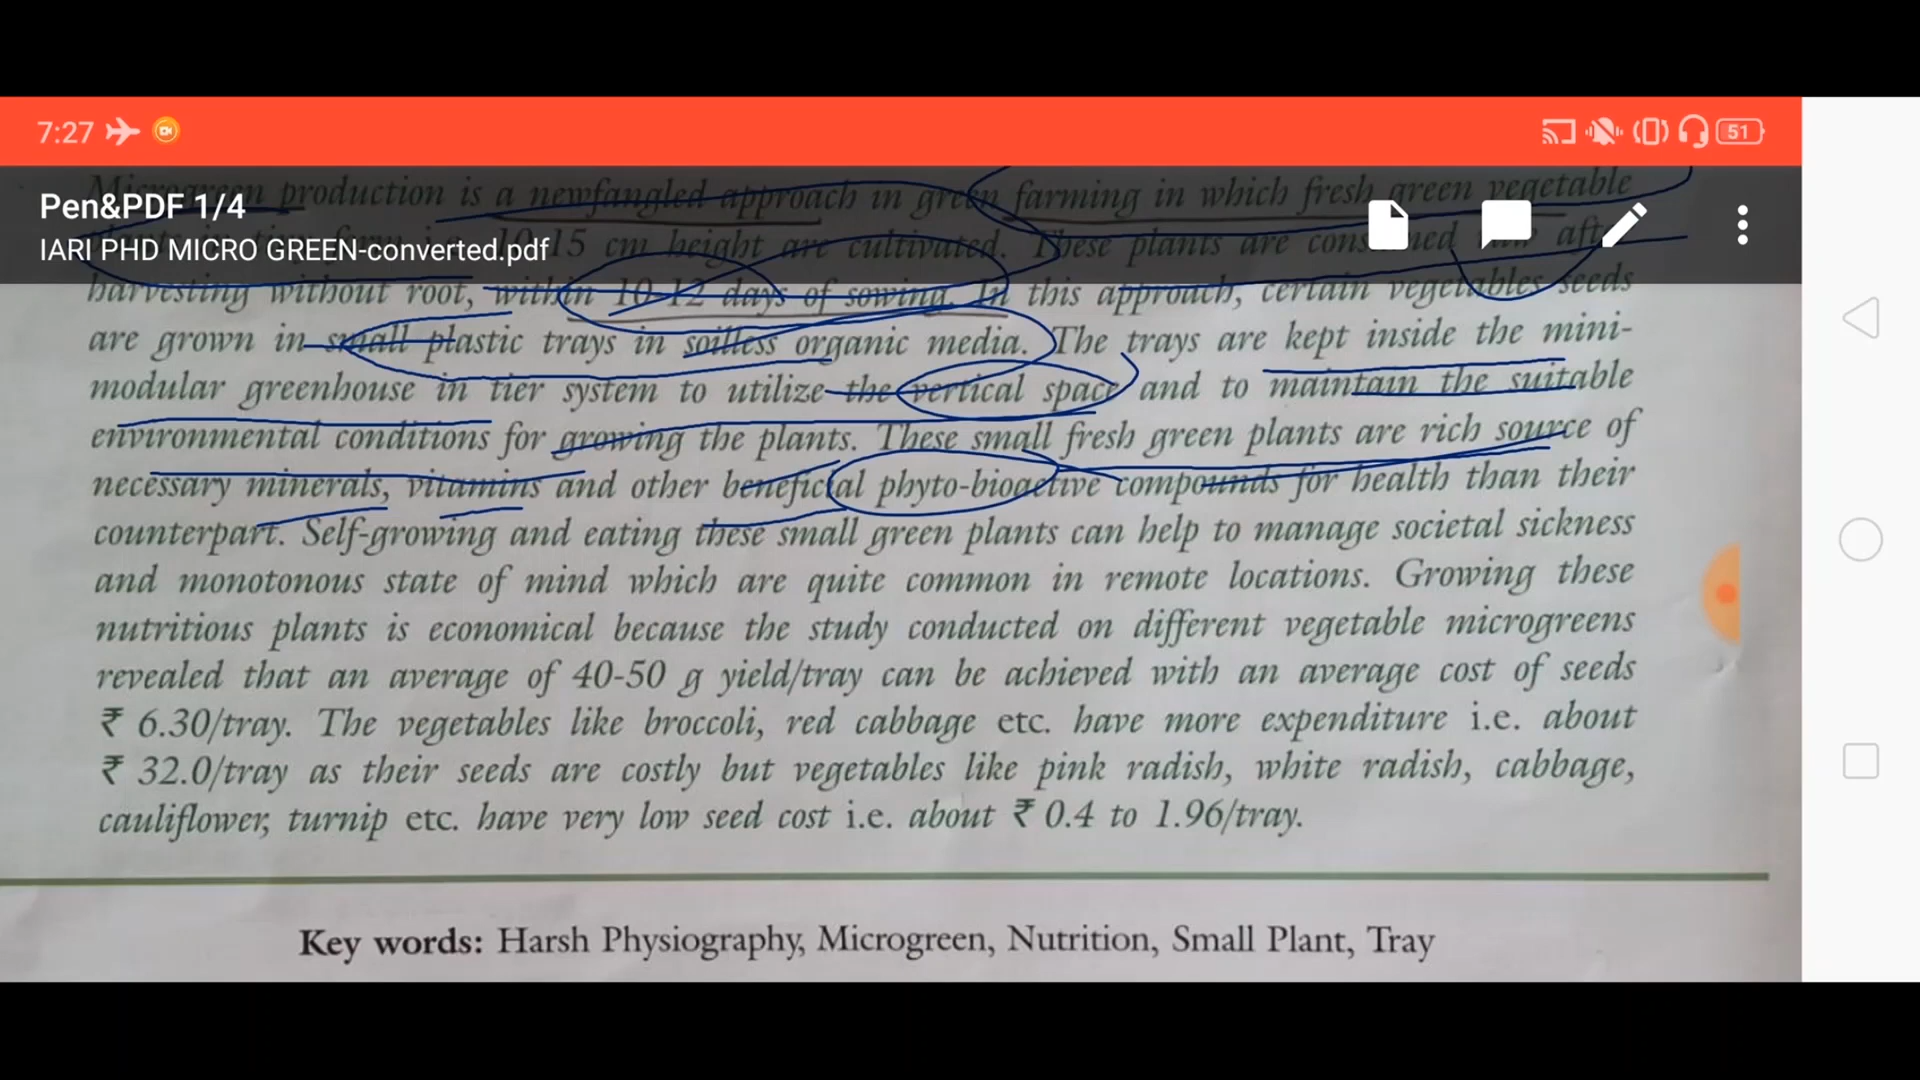 7:27
51
Microgreen production is a newfangled approach in green farming in which fresh green vegetable
Pen&PDF 1/4
15 cm height are cultivated. These plants are consumed raw after
IARI PHD MICRO GREEN-converted.pdf
harvesting without root, within 10-12 days of sowing. In this approach, certain vegetables seeds
are grown in small plastic trays in soilless organic media. The trays are kept inside the mini-
modular greenhouse in tier system to utilize the vertical space and to maintain the suitable
environmental conditions for growing the plants. These small fresh green plants are rich source of
necessary minerals, vitamins and other beneficial phyto-bioactive compounds for health than their
counterpart. Self-growing and eating these small green plants can help to manage societal sickness
and monotonous state of mind which are quite common in remote locations. Growing these
nutritious plants is economical because the study conducted on different vegetable microgreens
revealed that an average of 40-50 g yield/tray can be achieved with an average cost of seeds
₹ 6.30/tray. The vegetables like broccoli, red cabbage etc. have more expenditure i.e. about
₹ 32.0/tray as their seeds are costly but vegetables like pink radish, white radish, cabbage,
cauliflower, turnip etc. have very low seed cost i.e. about ₹ 0.4 to 1.96/tray.
Key words: Harsh Physiography, Microgreen, Nutrition, Small Plant, Tray